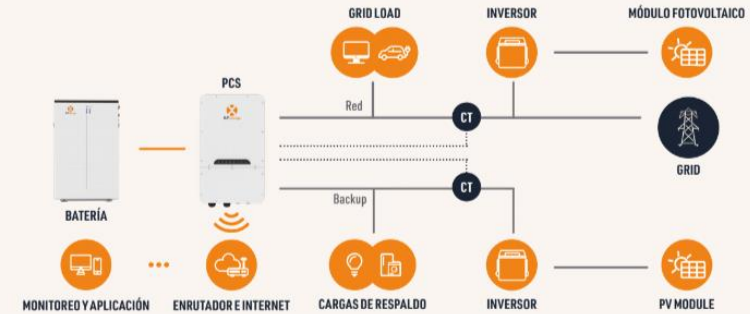 GRID LOAD
INVERSOR
MÓDULO FOTOVOLTAICO
PCS
Red
CT
GRID
BATERÍA
Backup
CT
MONITOREO Y APLICACIÓN
ENRUTADOR E INTERNET
CARGAS DE RESPALDO
INVERSOR
PV MODULE